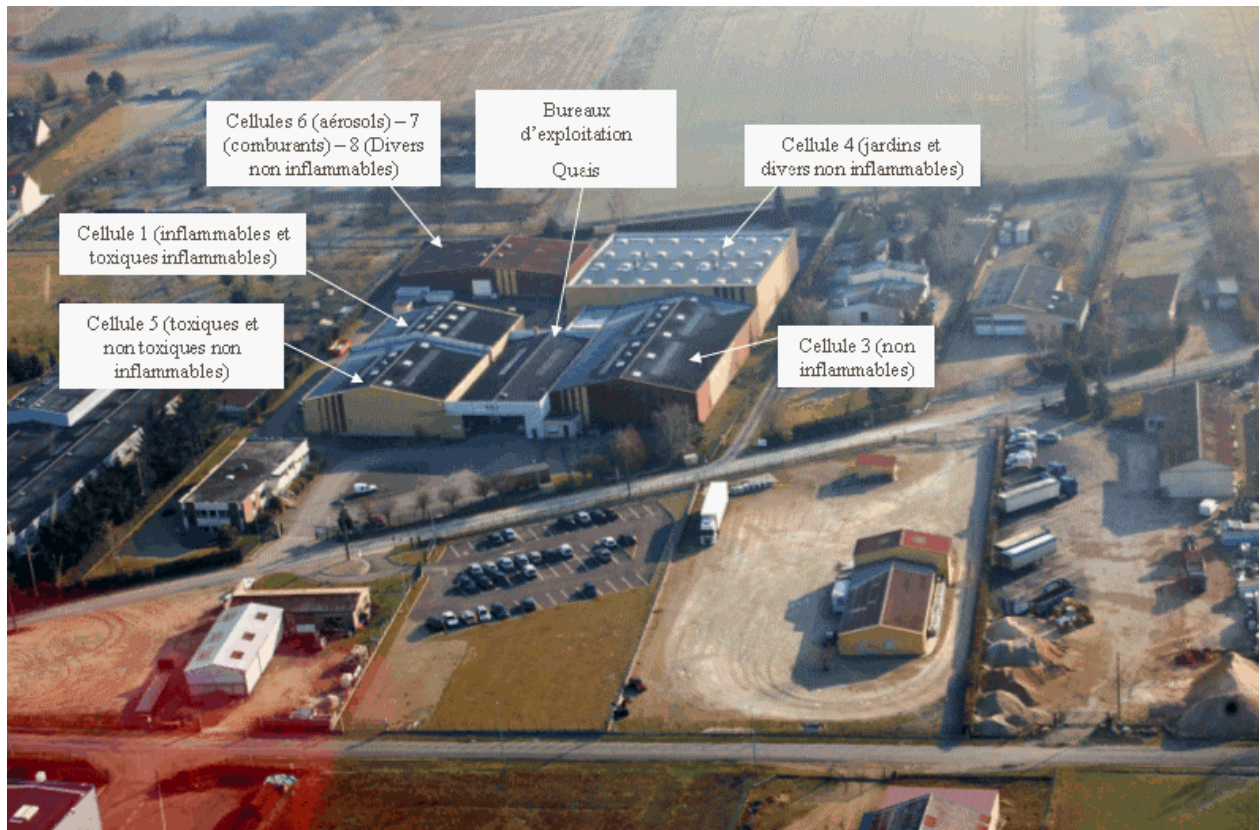 Cellules 6 (aérosols) – 7
(comburants) – 8 (Divers
non inflammables)
Bureaux
d'exploitation
Quais
Cellule 4 (jardins et
divers non inflammables)
Cellule 1 (inflammables et
toxiques inflammables)
Cellule 5 (toxiques et
non toxiques non
inflammables)
Cellule 3 (non
inflammables)